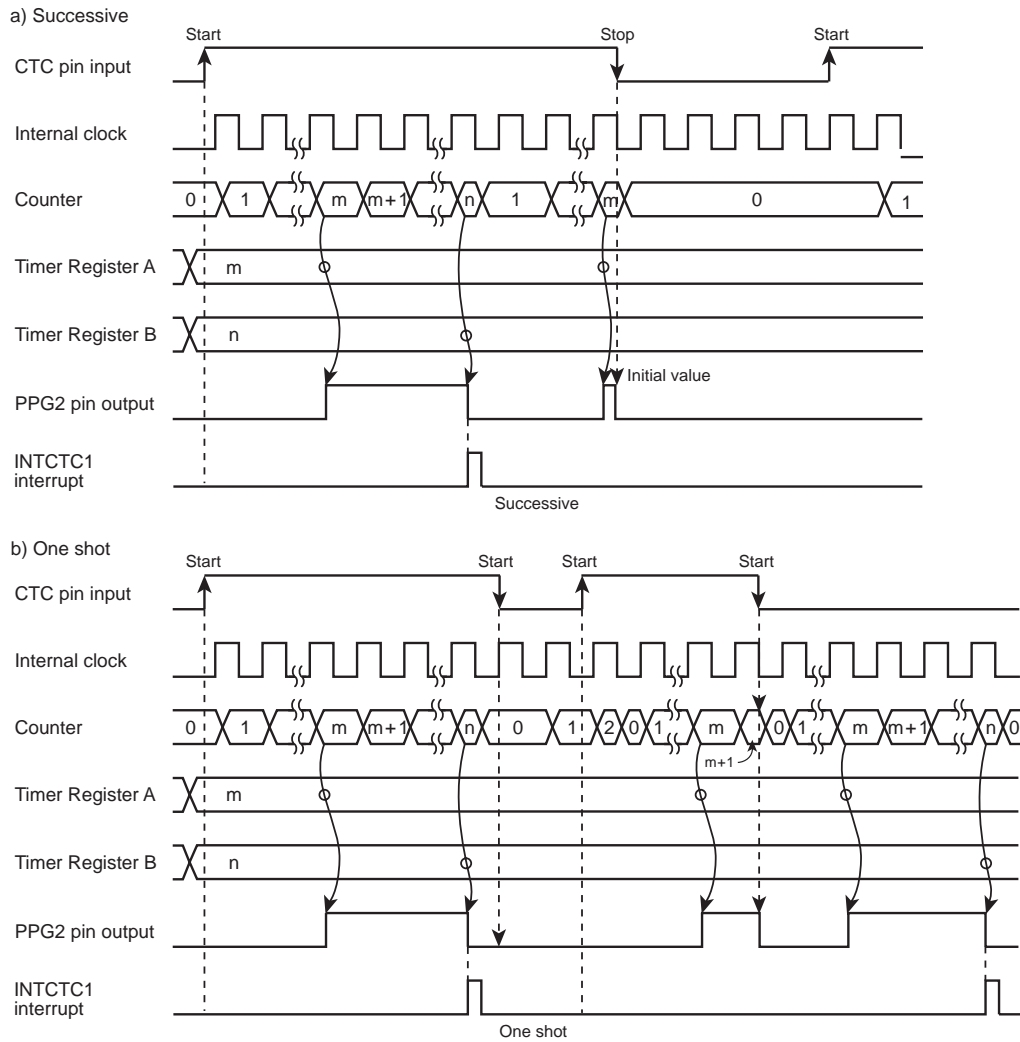 a) Successive
Start Stop Start
CTC pin input
Internal clock
Counter 0 1 m m+1 n 1 m 0 1
Timer Register A m
Timer Register B n
Initial value
PPG2 pin output
INTCTC1
interrupt
Successive
b) One shot
Start Start Start Start
CTC pin input
Internal clock
Counter 0 1 m m+1 n 0 1 2 0 1 m 0 1 m m+1 n 0
m+1
Timer Register A m
Timer Register B n
PPG2 pin output
INTCTC1
interrupt
One shot